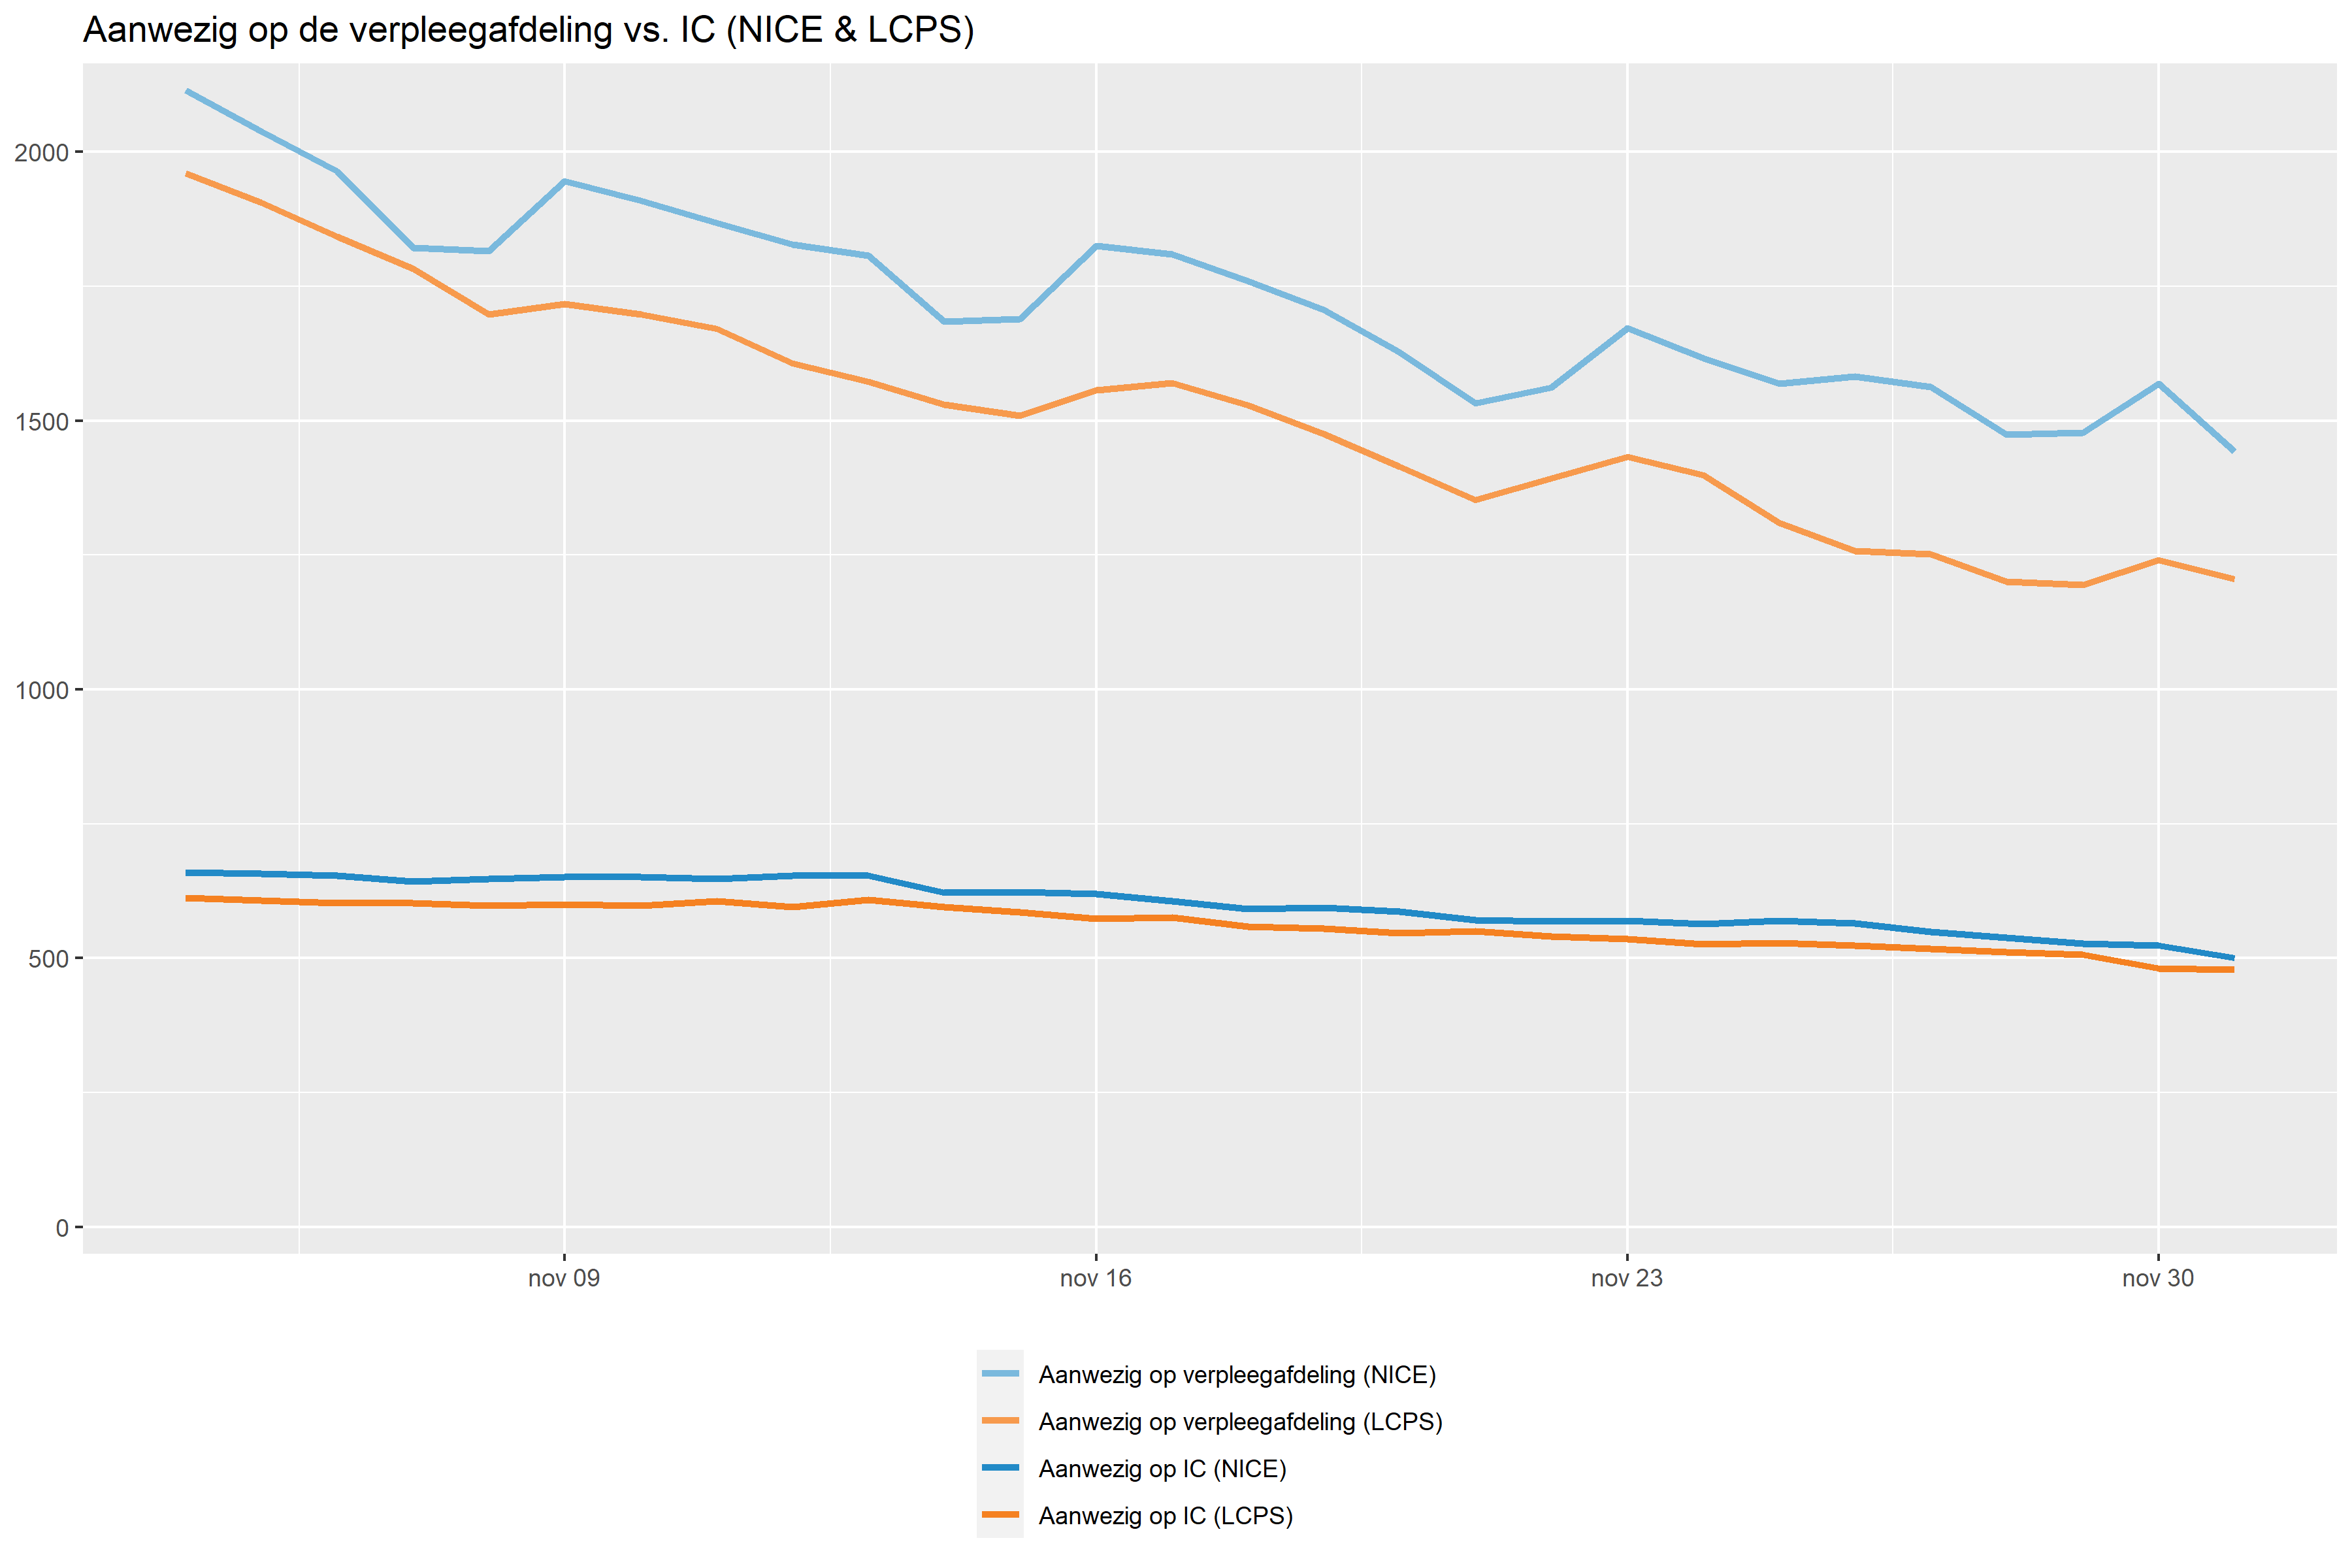 Aanwezig op de verpleegafdeling vs. IC (NICE & LCPS)
2000
1500
1000
500
0
nov 09
nov 16
nov 23
nov 30
Aanwezig op verpleegafdeling (NICE)
Aanwezig op verpleegafdeling (LCPS)
Aanwezig op IC (NICE)
Aanwezig op IC (LCPS)